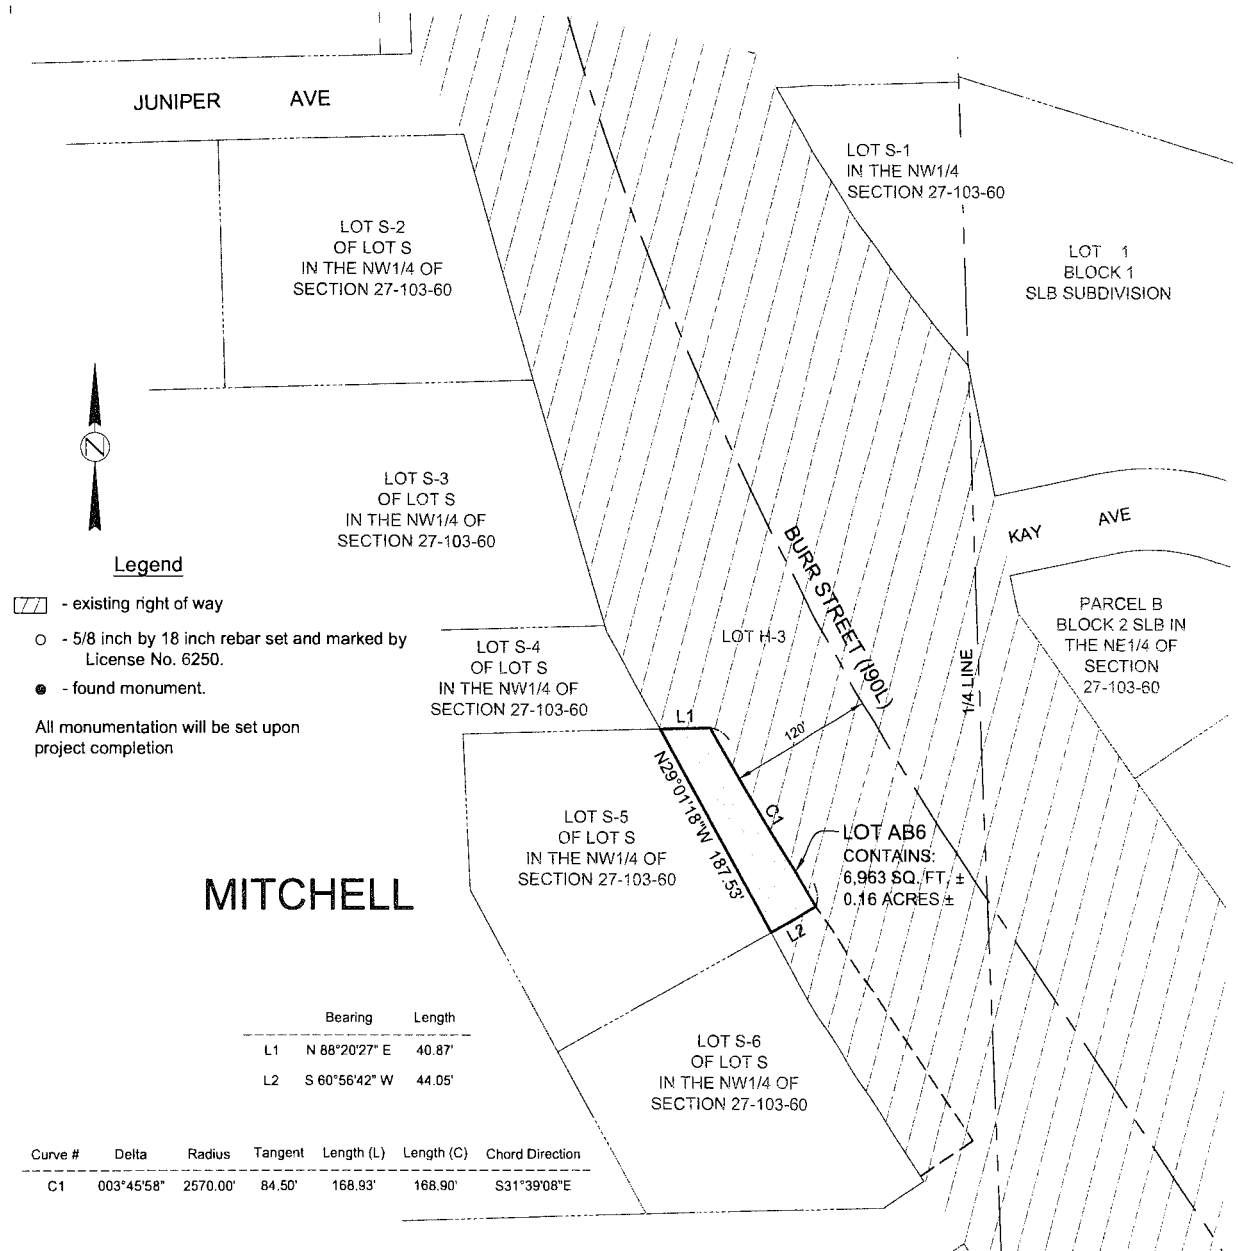 JUNIPER AVE
LOT S-1
IN THE NW1/4
SECTION 27-103-60
LOT S-2
OF LOT S
IN THE NW1/4 OF
SECTION 27-103-60
LOT 1
BLOCK 1
SLB SUBDIVISION
N
LOT S-3
OF LOT S
IN THE NW1/4 OF
SECTION 27-103-60
KAY AVE
BURR STREET (190L)
Legend
- existing right of way
- 5/8 inch by 18 inch rebar set and marked by
License No. 6250.
- found monument.
All monumentation will be set upon
project completion
PARCEL B
BLOCK 2 SLB IN
THE NE1/4 OF
SECTION
27-103-60
LOT H-3
1/4 LINE
LOT S-4
OF LOT S
IN THE NW1/4 OF
SECTION 27-103-60
L1
120'
N29°01'18"W 187.53'
C1
LOT S-5
OF LOT S
IN THE NW1/4 OF
SECTION 27-103-60
LOT AB6
CONTAINS:
6,963 SQ. FT. ±
0.16 ACRES ±
MITCHELL
L2
LOT S-6
OF LOT S
IN THE NW1/4 OF
SECTION 27-103-60
Bearing Length
L1 N 88°20'27" E 40.87'
L2 S 60°56'42" W 44.05'
Curve # Delta Radius Tangent Length (L) Length (C) Chord Direction
C1 003°45'58" 2570.00' 84.50' 168.93' 168.90' S31°39'08"E